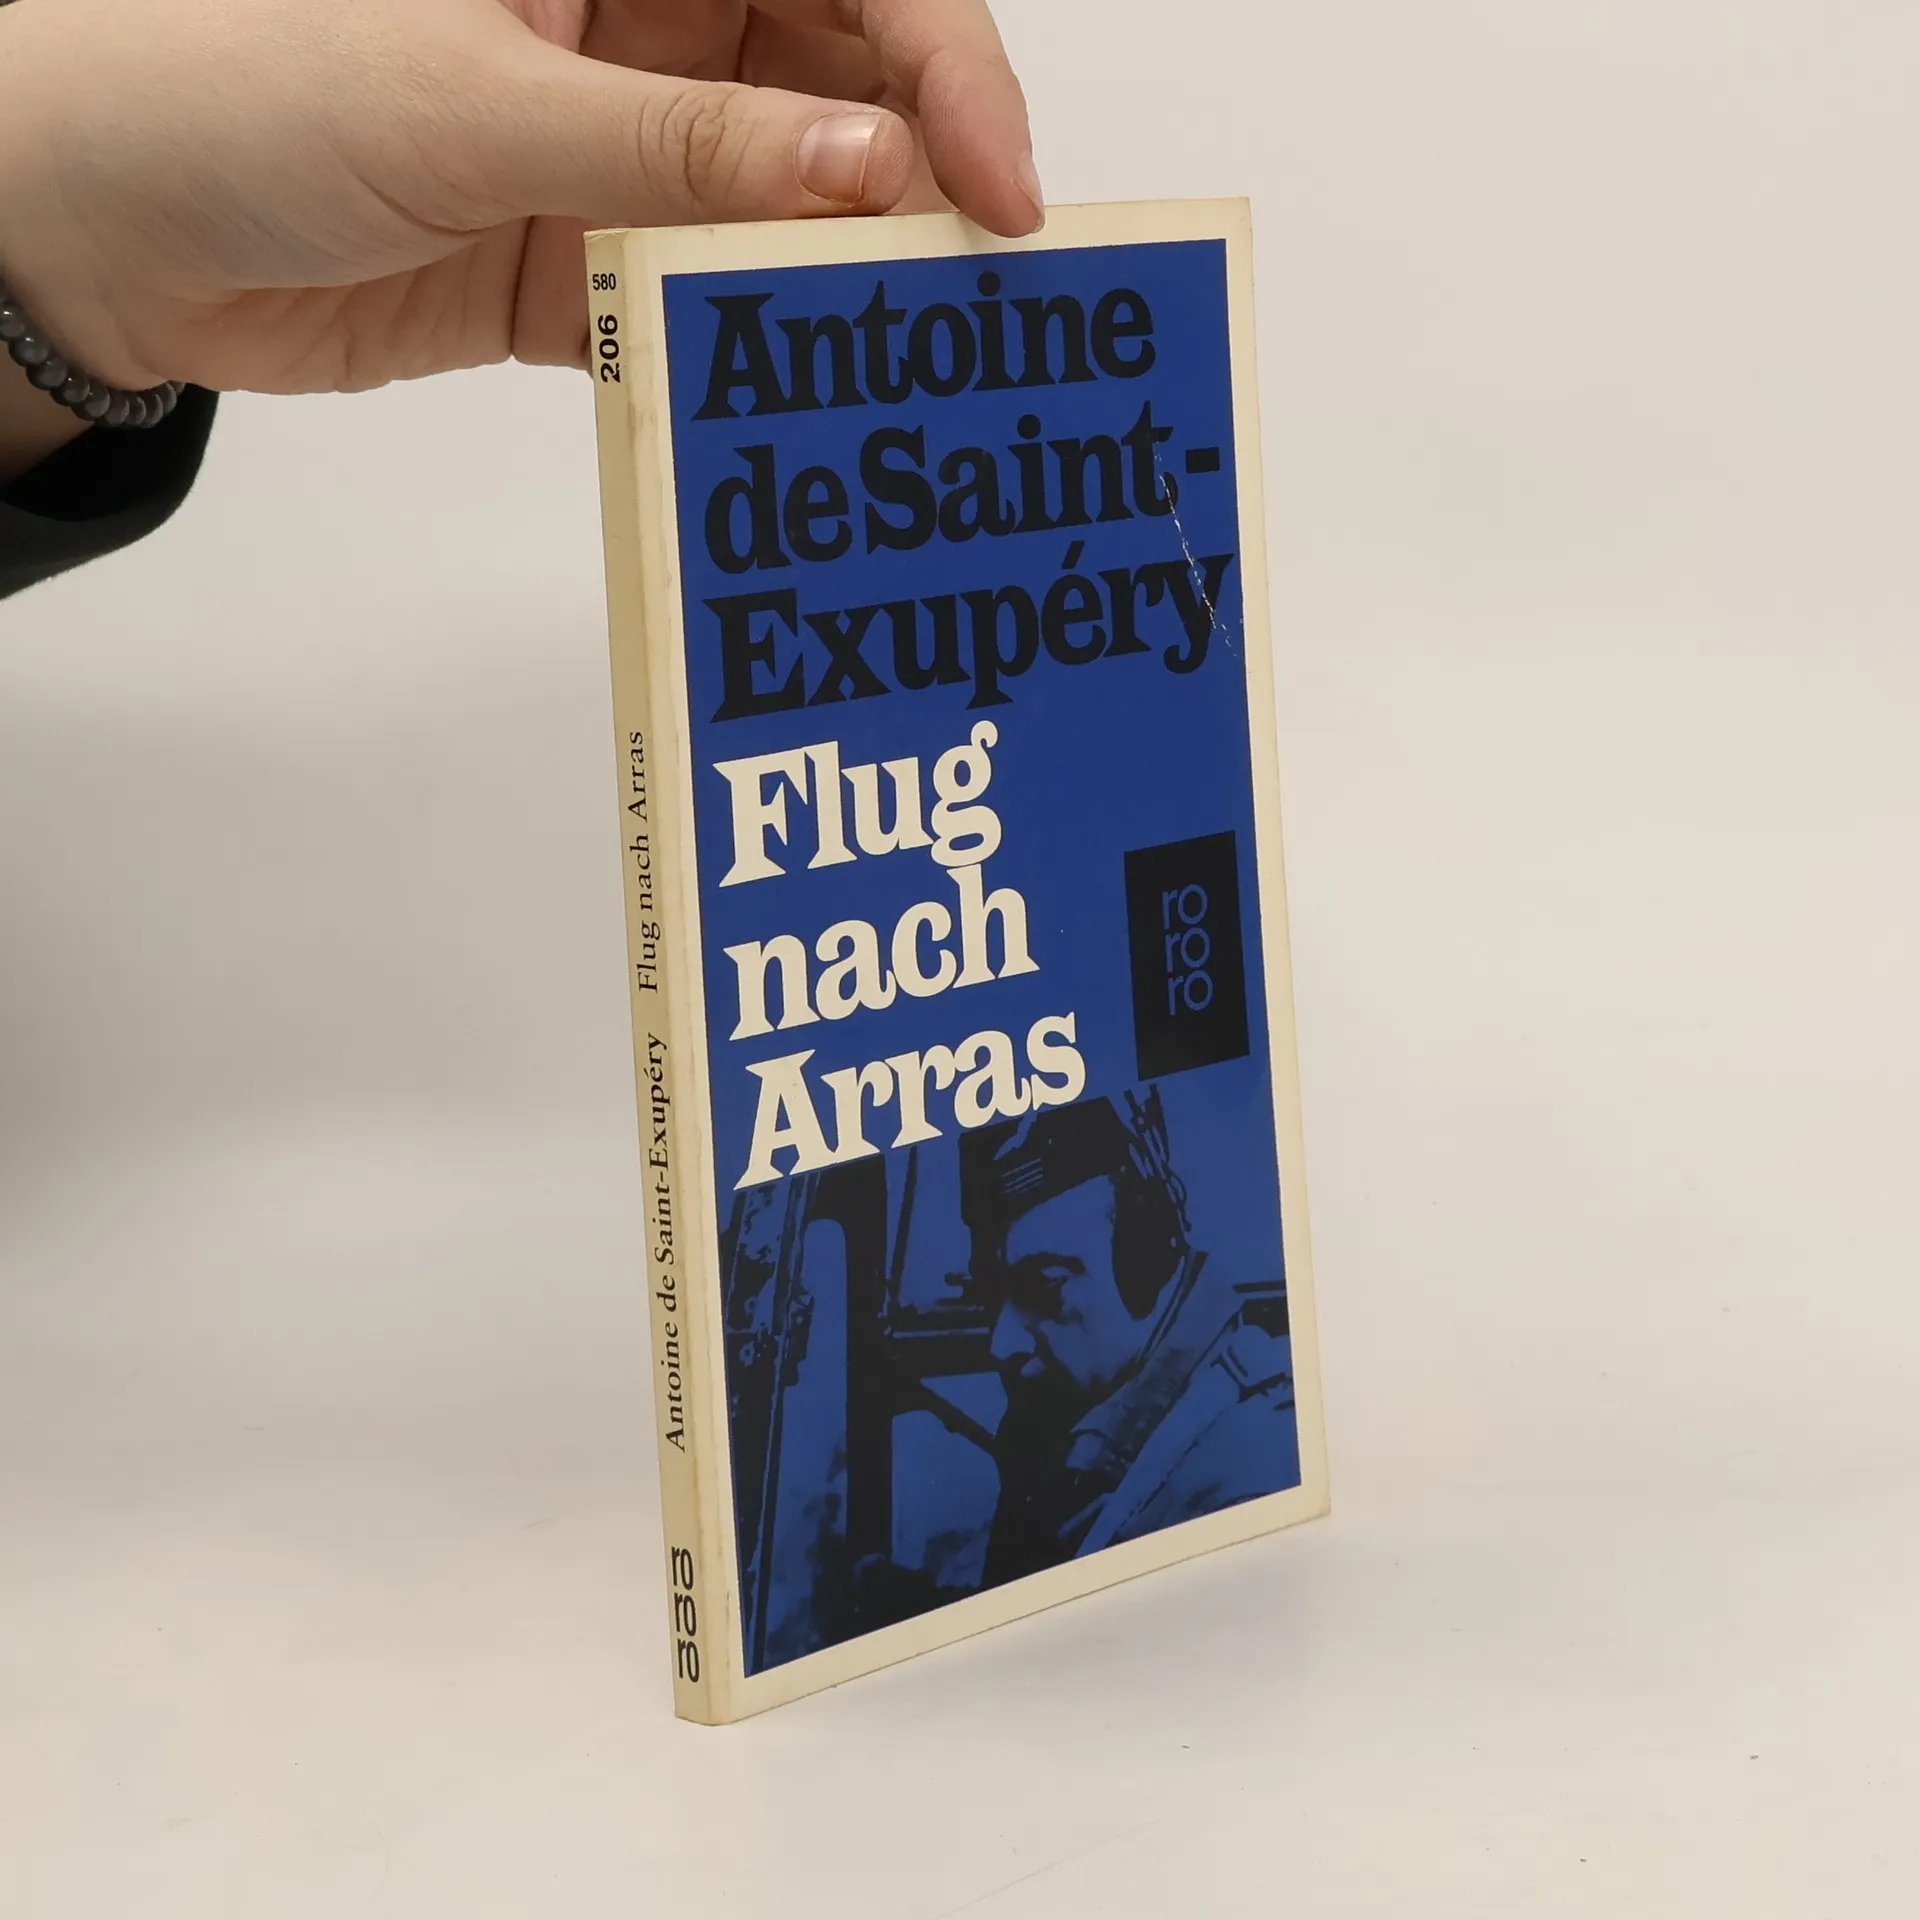 580
206
Antoine de Saint-Exupéry Flug nach Arras
ro
ro
ro
Antoine
de Saint-
Exupéry
Flug
nach
Arras
ro
ro
ro